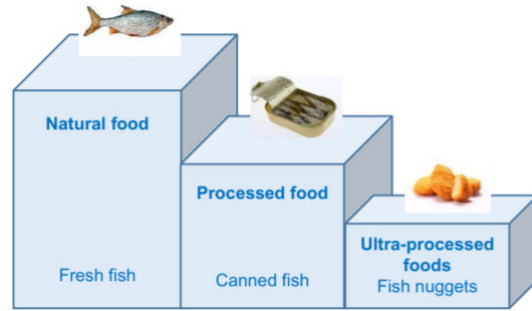 Natural food
Fresh fish
Processed food
Canned fish
Ultra-processed
foods
Fish nuggets